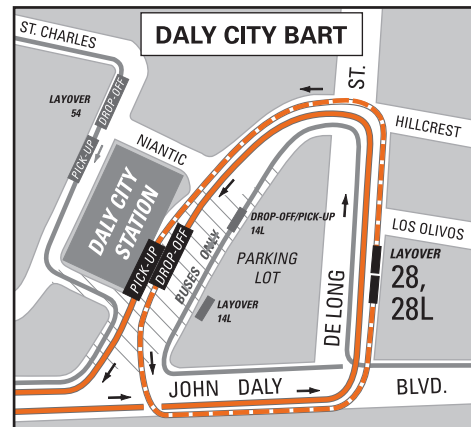 DALY CITY BART
ST. CHARLES
LAYOVER
54
DROP-OFF
PICK-UP
NIANTIC
DALY CITY
STATION
ST.
HILLCREST
DROP-OFF/PICK-UP
14L
BUSES ONLY
PARKING
LOT
LOS OLIVOS
PICK-UP
DROP-OFF
LAYOVER
28,
28L
LAYOVER
14L
DE LONG
JOHN DALY
BLVD.